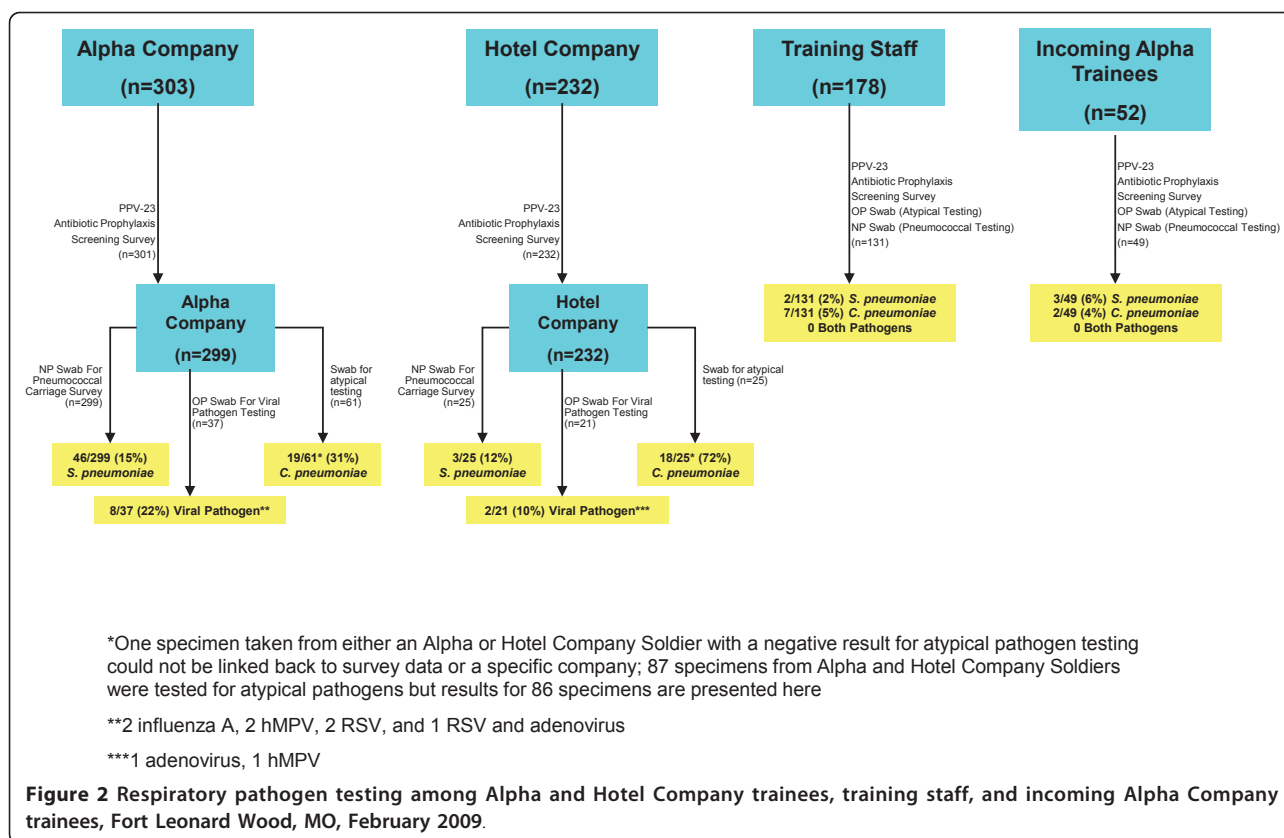 Alpha Company
(n=303)
Hotel Company
(n=232)
Training Staff
(n=178)
Incoming Alpha
Trainees
(n=52)
PPV-23
Antibiotic Prophylaxis
Screening Survey
(n=301)
PPV-23
Antibiotic Prophylaxis
Screening Survey
(n=232)
PPV-23
Antibiotic Prophylaxis
Screening Survey
OP Swab (Atypical Testing)
NP Swab (Pneumococcal Testing)
(n=131)
PPV-23
Antibiotic Prophylaxis
Screening Survey
OP Swab (Atypical Testing)
NP Swab (Pneumococcal Testing)
(n=49)
Alpha
Company
(n=299)
Hotel
Company
(n=232)
2/131 (2%) S. pneumoniae
7/131 (5%) C. pneumoniae
0 Both Pathogens
3/49 (6%) S. pneumoniae
2/49 (4%) C. pneumoniae
0 Both Pathogens
NP Swab For
Pneumococcal
Carriage Survey
(n=299)
OP Swab For Viral
Pathogen Testing
(n=37)
Swab for
atypical
testing
(n=61)
NP Swab For
Pneumococcal
Carriage Survey
(n=25)
OP Swab For Viral
Pathogen Testing
(n=21)
Swab for atypical
testing (n=25)
46/299 (15%)
S. pneumoniae
19/61* (31%)
C. pneumoniae
3/25 (12%)
S. pneumoniae
18/25* (72%)
C. pneumoniae
8/37 (22%) Viral Pathogen**
2/21 (10%) Viral Pathogen***
*One specimen taken from either an Alpha or Hotel Company Soldier with a negative result for atypical pathogen testing
could not be linked back to survey data or a specific company; 87 specimens from Alpha and Hotel Company Soldiers
were tested for atypical pathogens but results for 86 specimens are presented here
**2 influenza A, 2 hMPV, 2 RSV, and 1 RSV and adenovirus
***1 adenovirus, 1 hMPV
Figure 2 Respiratory pathogen testing among Alpha and Hotel Company trainees, training staff, and incoming Alpha Company
trainees, Fort Leonard Wood, MO, February 2009.